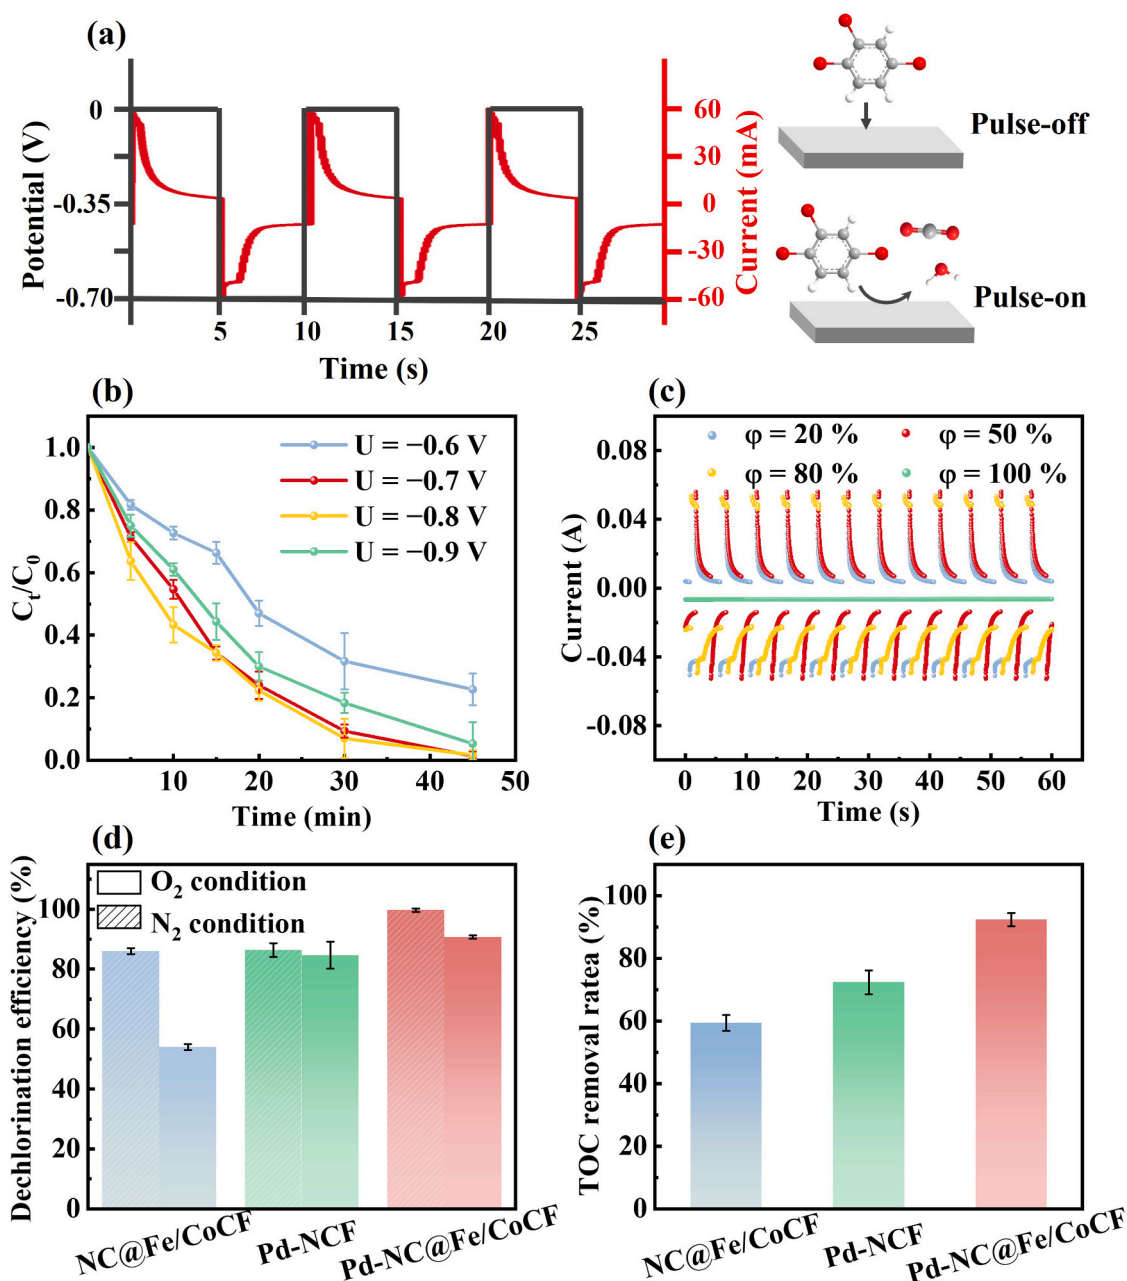 (a)
Potential (V)
0
-0.35
-0.70
5
10
15
20
25
Time (s)
60
30
0
-30
-60
Current (mA)
Pulse-off
Pulse-on
(b)
U = −0.6 V
U = −0.7 V
U = −0.8 V
U = −0.9 V
Ct/C0
1.0
0.8
0.6
0.4
0.2
0.0
10
20
30
40
50
Time (min)
(c)
φ = 20 %
φ = 50 %
φ = 80 %
φ = 100 %
Current (A)
0.08
0.04
0.00
-0.04
-0.08
0
10
20
30
40
50
60
Time (s)
(d)
O2 condition
N2 condition
Dechlorination efficiency (%)
100
80
60
40
20
0
NC@Fe/CoCF
Pd-NCF
Pd-NC@Fe/CoCF
(e)
TOC removal ratea (%)
100
80
60
40
20
0
NC@Fe/CoCF
Pd-NCF
Pd-NC@Fe/CoCF